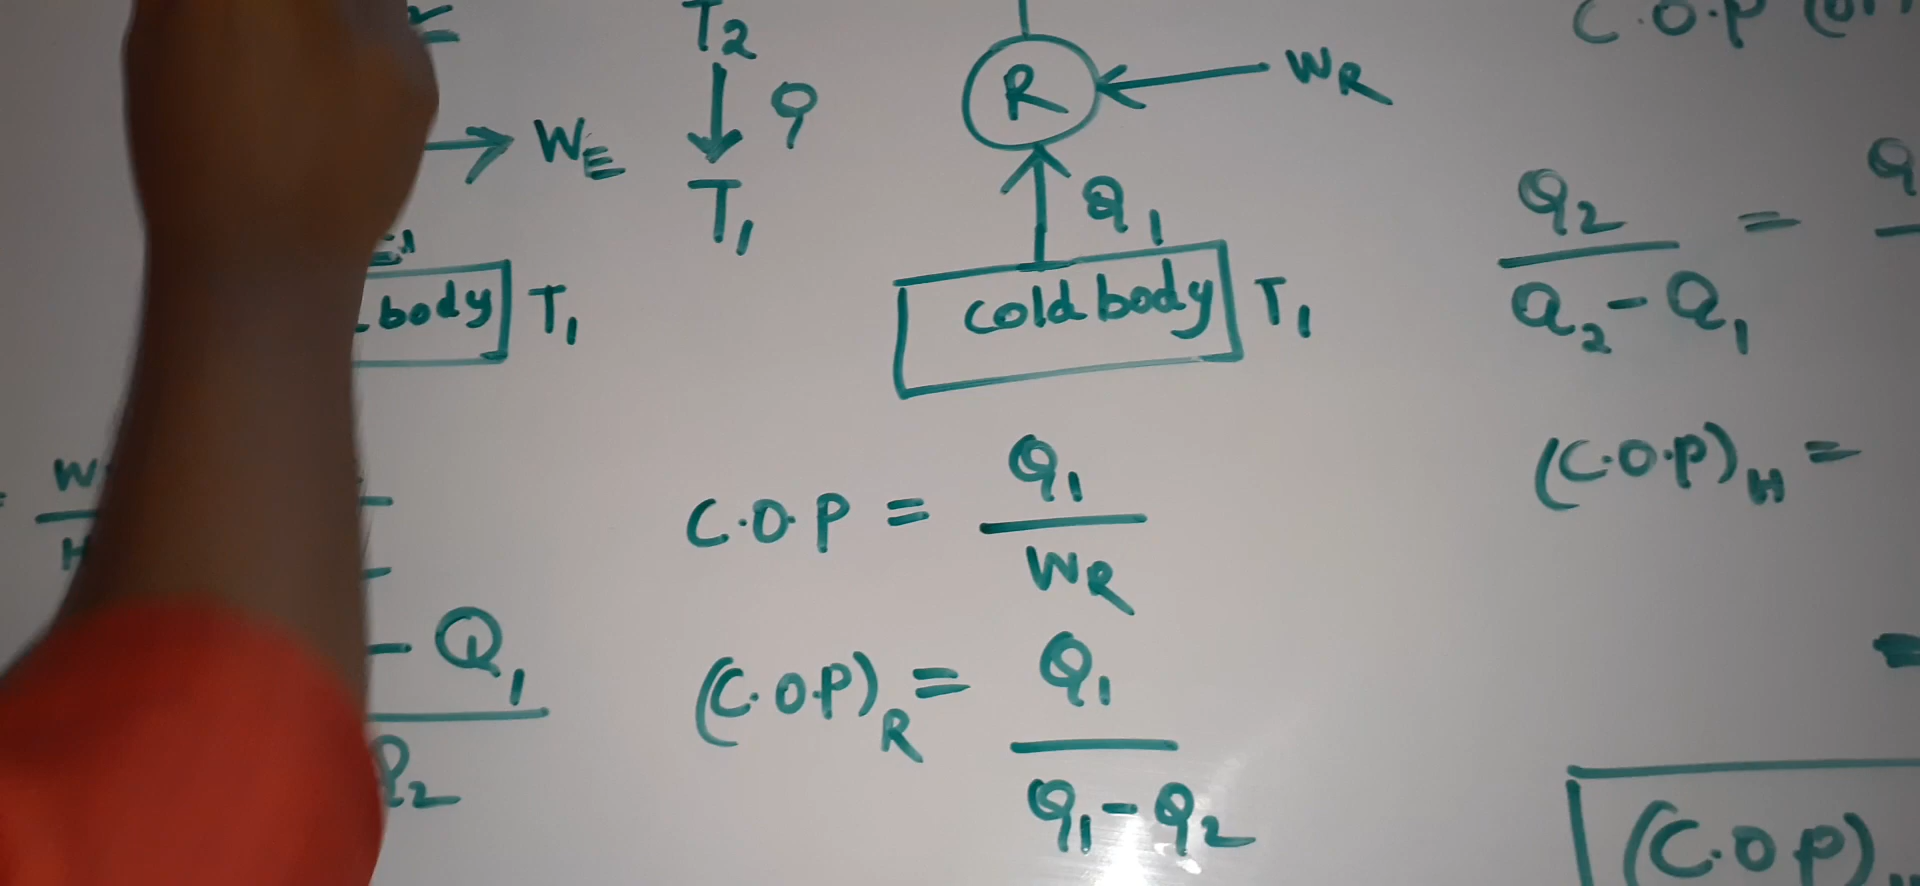 T2
Q
T1
WE
body T1
- Q1
R
WR
Q1
cold body T1
C.O.P = Q1
WR
(C.O.P)R = Q1
Q1 - Q2
C.O.P
Q2 =
Q2 - Q1
(C.O.P)H =
=
(C.O.P)